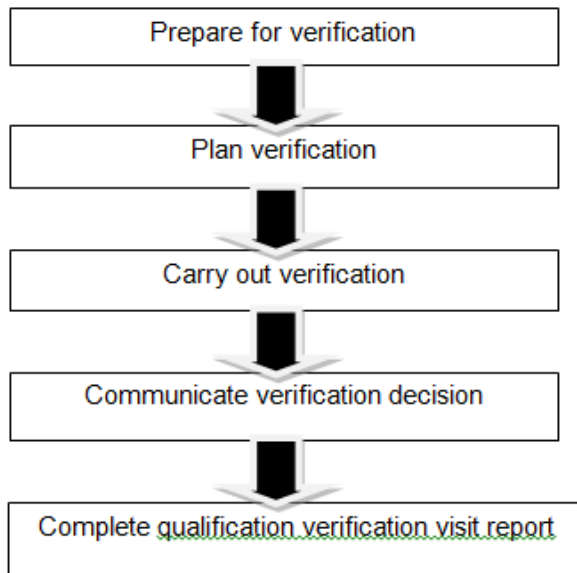 Prepare for verification
Plan verification
Carry out verification
Communicate verification decision
Complete qualification verification visit report